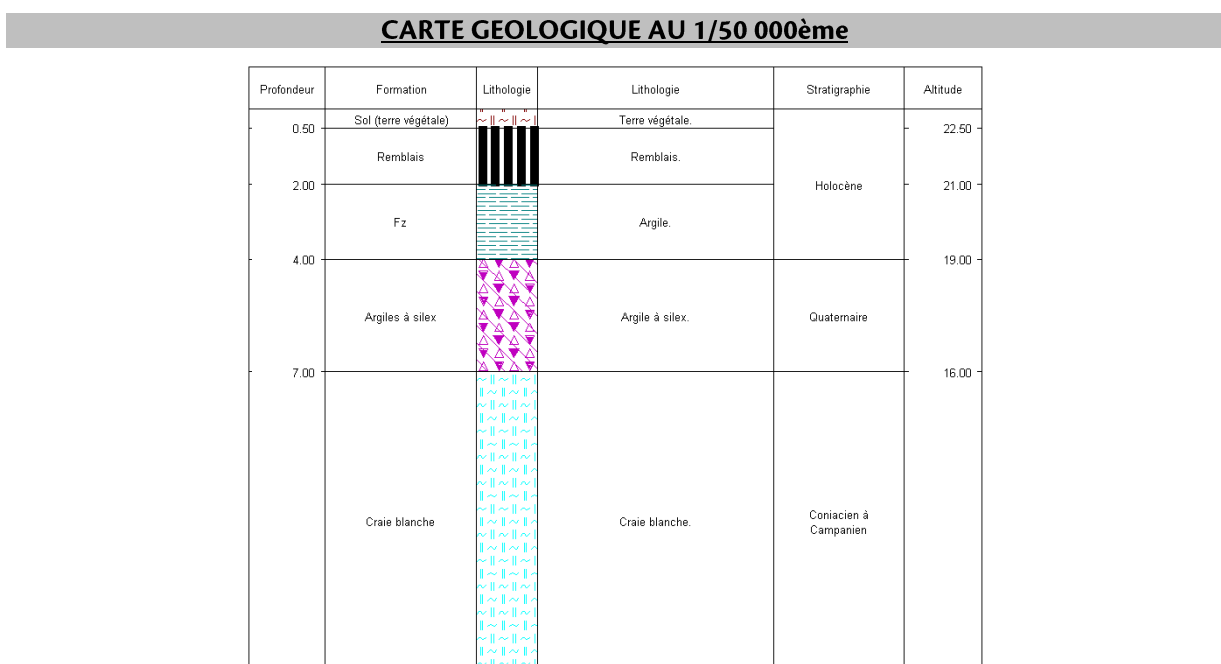 CARTE GEOLOGIQUE AU 1/50 000ème
Profondeur Formation Lithologie Lithologie Stratigraphie Altitude
Sol (terre végétale) Terre végétale.
0.50 22.50
Remblais Remblais.
2.00 Holocène 21.00
Fz Argile.
4.00 19.00
Argiles à silex Argile à silex. Quaternaire
7.00 16.00
Craie blanche Craie blanche. Coniacien à
Campanien